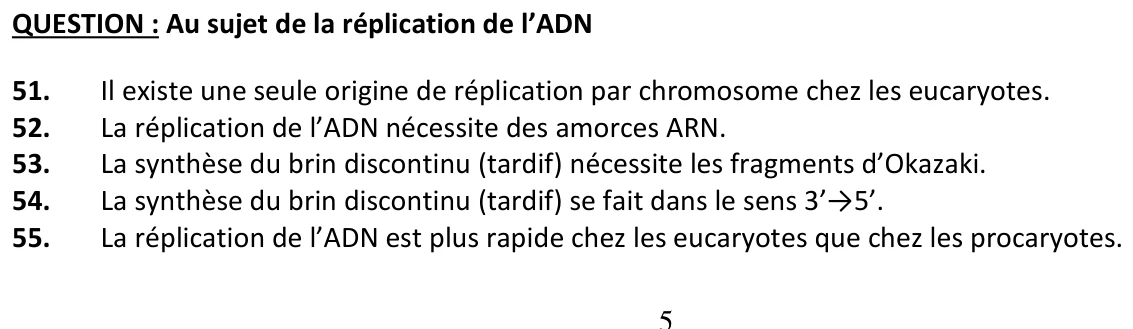 QUESTION : Au sujet de la réplication de l’ADN
51. Il existe une seule origine de réplication par chromosome chez les eucaryotes.
52. La réplication de l’ADN nécessite des amorces ARN.
53. La synthèse du brin discontinu (tardif) nécessite les fragments d’Okazaki.
54. La synthèse du brin discontinu (tardif) se fait dans le sens 3’→5’.
55. La réplication de l’ADN est plus rapide chez les eucaryotes que chez les procaryotes.
5